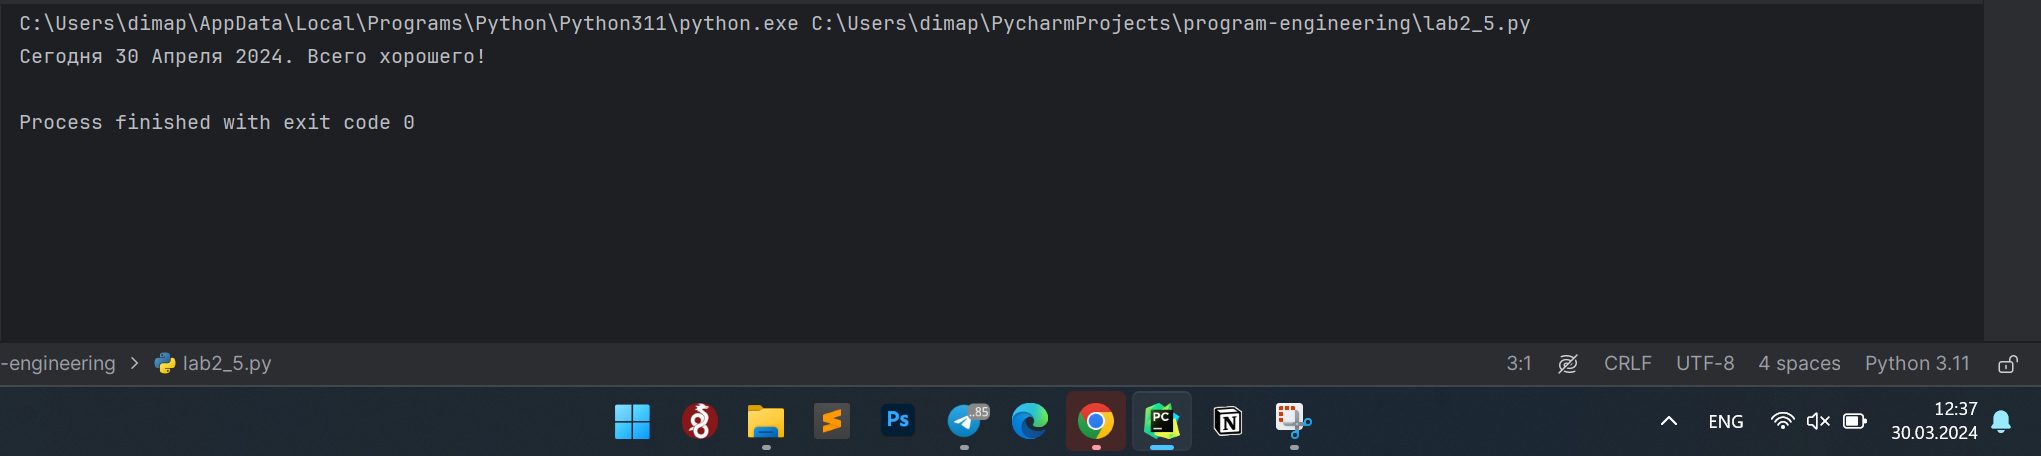 C:\Users\dimap\AppData\Local\Programs\Python\Python311\python.exe C:\Users\dimap\PycharmProjects\program-engineering\lab2_5.py
Сегодня 30 Апреля 2024. Всего хорошего!
Process finished with exit code 0
-engineering > lab2_5.py 3:1 CRLF UTF-8 4 spaces Python 3.11
Ps ..85 PC N ENG 12:37
30.03.2024